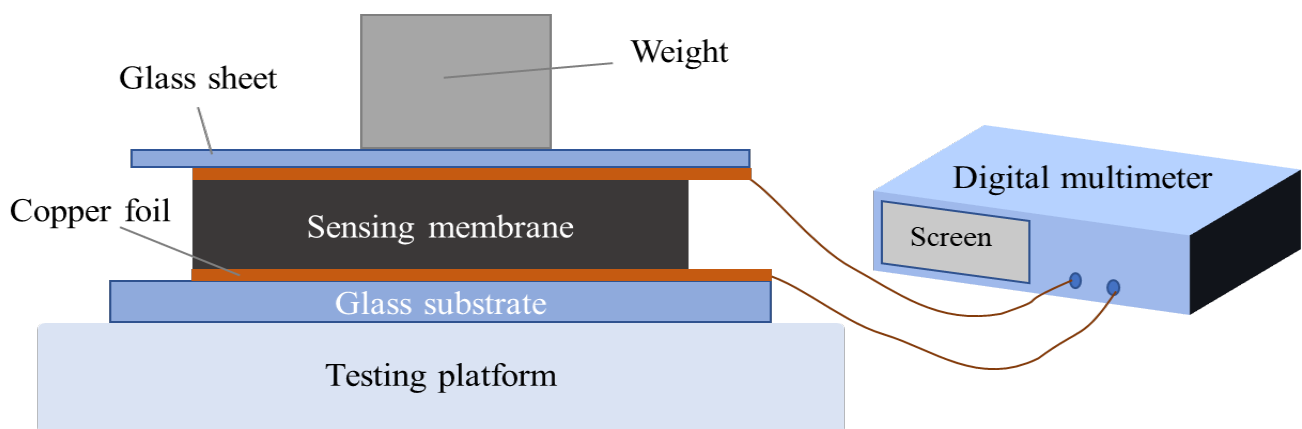 Weight
Glass sheet
Digital multimeter
Copper foil
Sensing membrane
Screen
Glass substrate
Testing platform